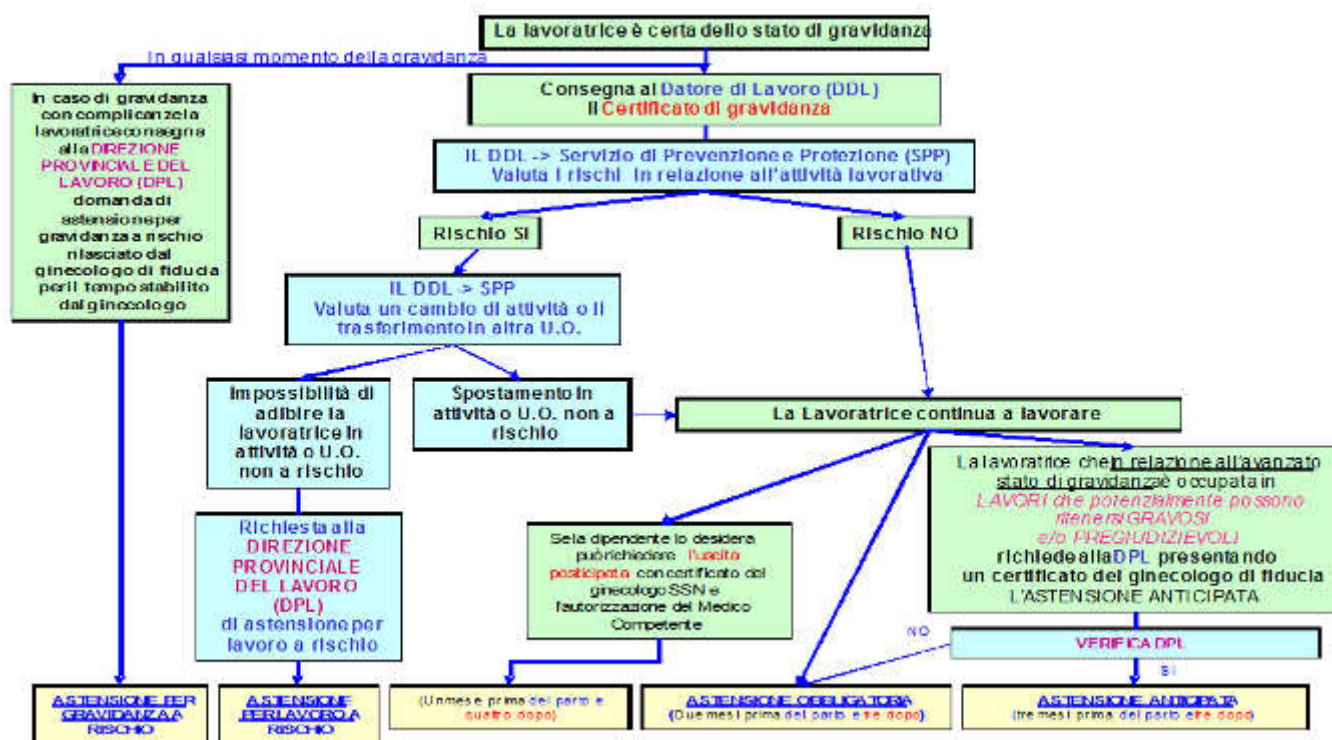 La lavoratrice è certa dello stato di gravidanza
In qualsiasi momento della gravidanza
In caso di gravidanza
con complicanze la
lavoratrice consegna
alla DIREZIONE
PROVINCIALE DEL
LAVORO (DPL)
domanda di
astensione per
gravidanza a rischio
rilasciato dal
ginecologo di fiducia
per il tempo stabilito
dal ginecologo
Consegna al Datore di Lavoro (DDL)
il Certificato di gravidanza
IL DDL -> Servizio di Prevenzione e Protezione (SPP)
Valuta i rischi in relazione all'attività lavorativa
Rischio SI
Rischio NO
IL DDL -> SPP
Valuta un cambio di attività o il
trasferimento in altra U.O.
Impossibilità di
adibire la
lavoratrice in
attività o U.O.
non a rischio
Spostamento in
attività o U.O. non a
rischio
La Lavoratrice continua a lavorare
Richiesta alla
DIREZIONE
PROVINCIALE
DEL LAVORO
(DPL)
di astensione per
lavoro a rischio
Se la dipendente lo desidera
può richiedere l'uscita
posticipata con certificato del
ginecologo SSN e
l'autorizzazione del Medico
Competente
La lavoratrice che in relazione all'avanzato
stato di gravidanza è occupata in
LAVORI che potenzialmente possono
ritenersi GRAVOSI
e/o PREGIUDIZIEVOLI
richiede alla DPL presentando
un certificato del ginecologo di fiducia
L'ASTENSIONE ANTICIPATA
NO
VERIFICA DPL
SI
ASTENSIONE PER
GRAVIDANZA A
RISCHIO
ASTENSIONE
PER LAVORO A
RISCHIO
(Un mese prima del parto e
quattro dopo)
ASTENSIONE OBBLIGATORIA
(Due mesi prima del parto e tre dopo)
ASTENSIONE ANTICIPATA
(tre mesi prima del parto e tre dopo)